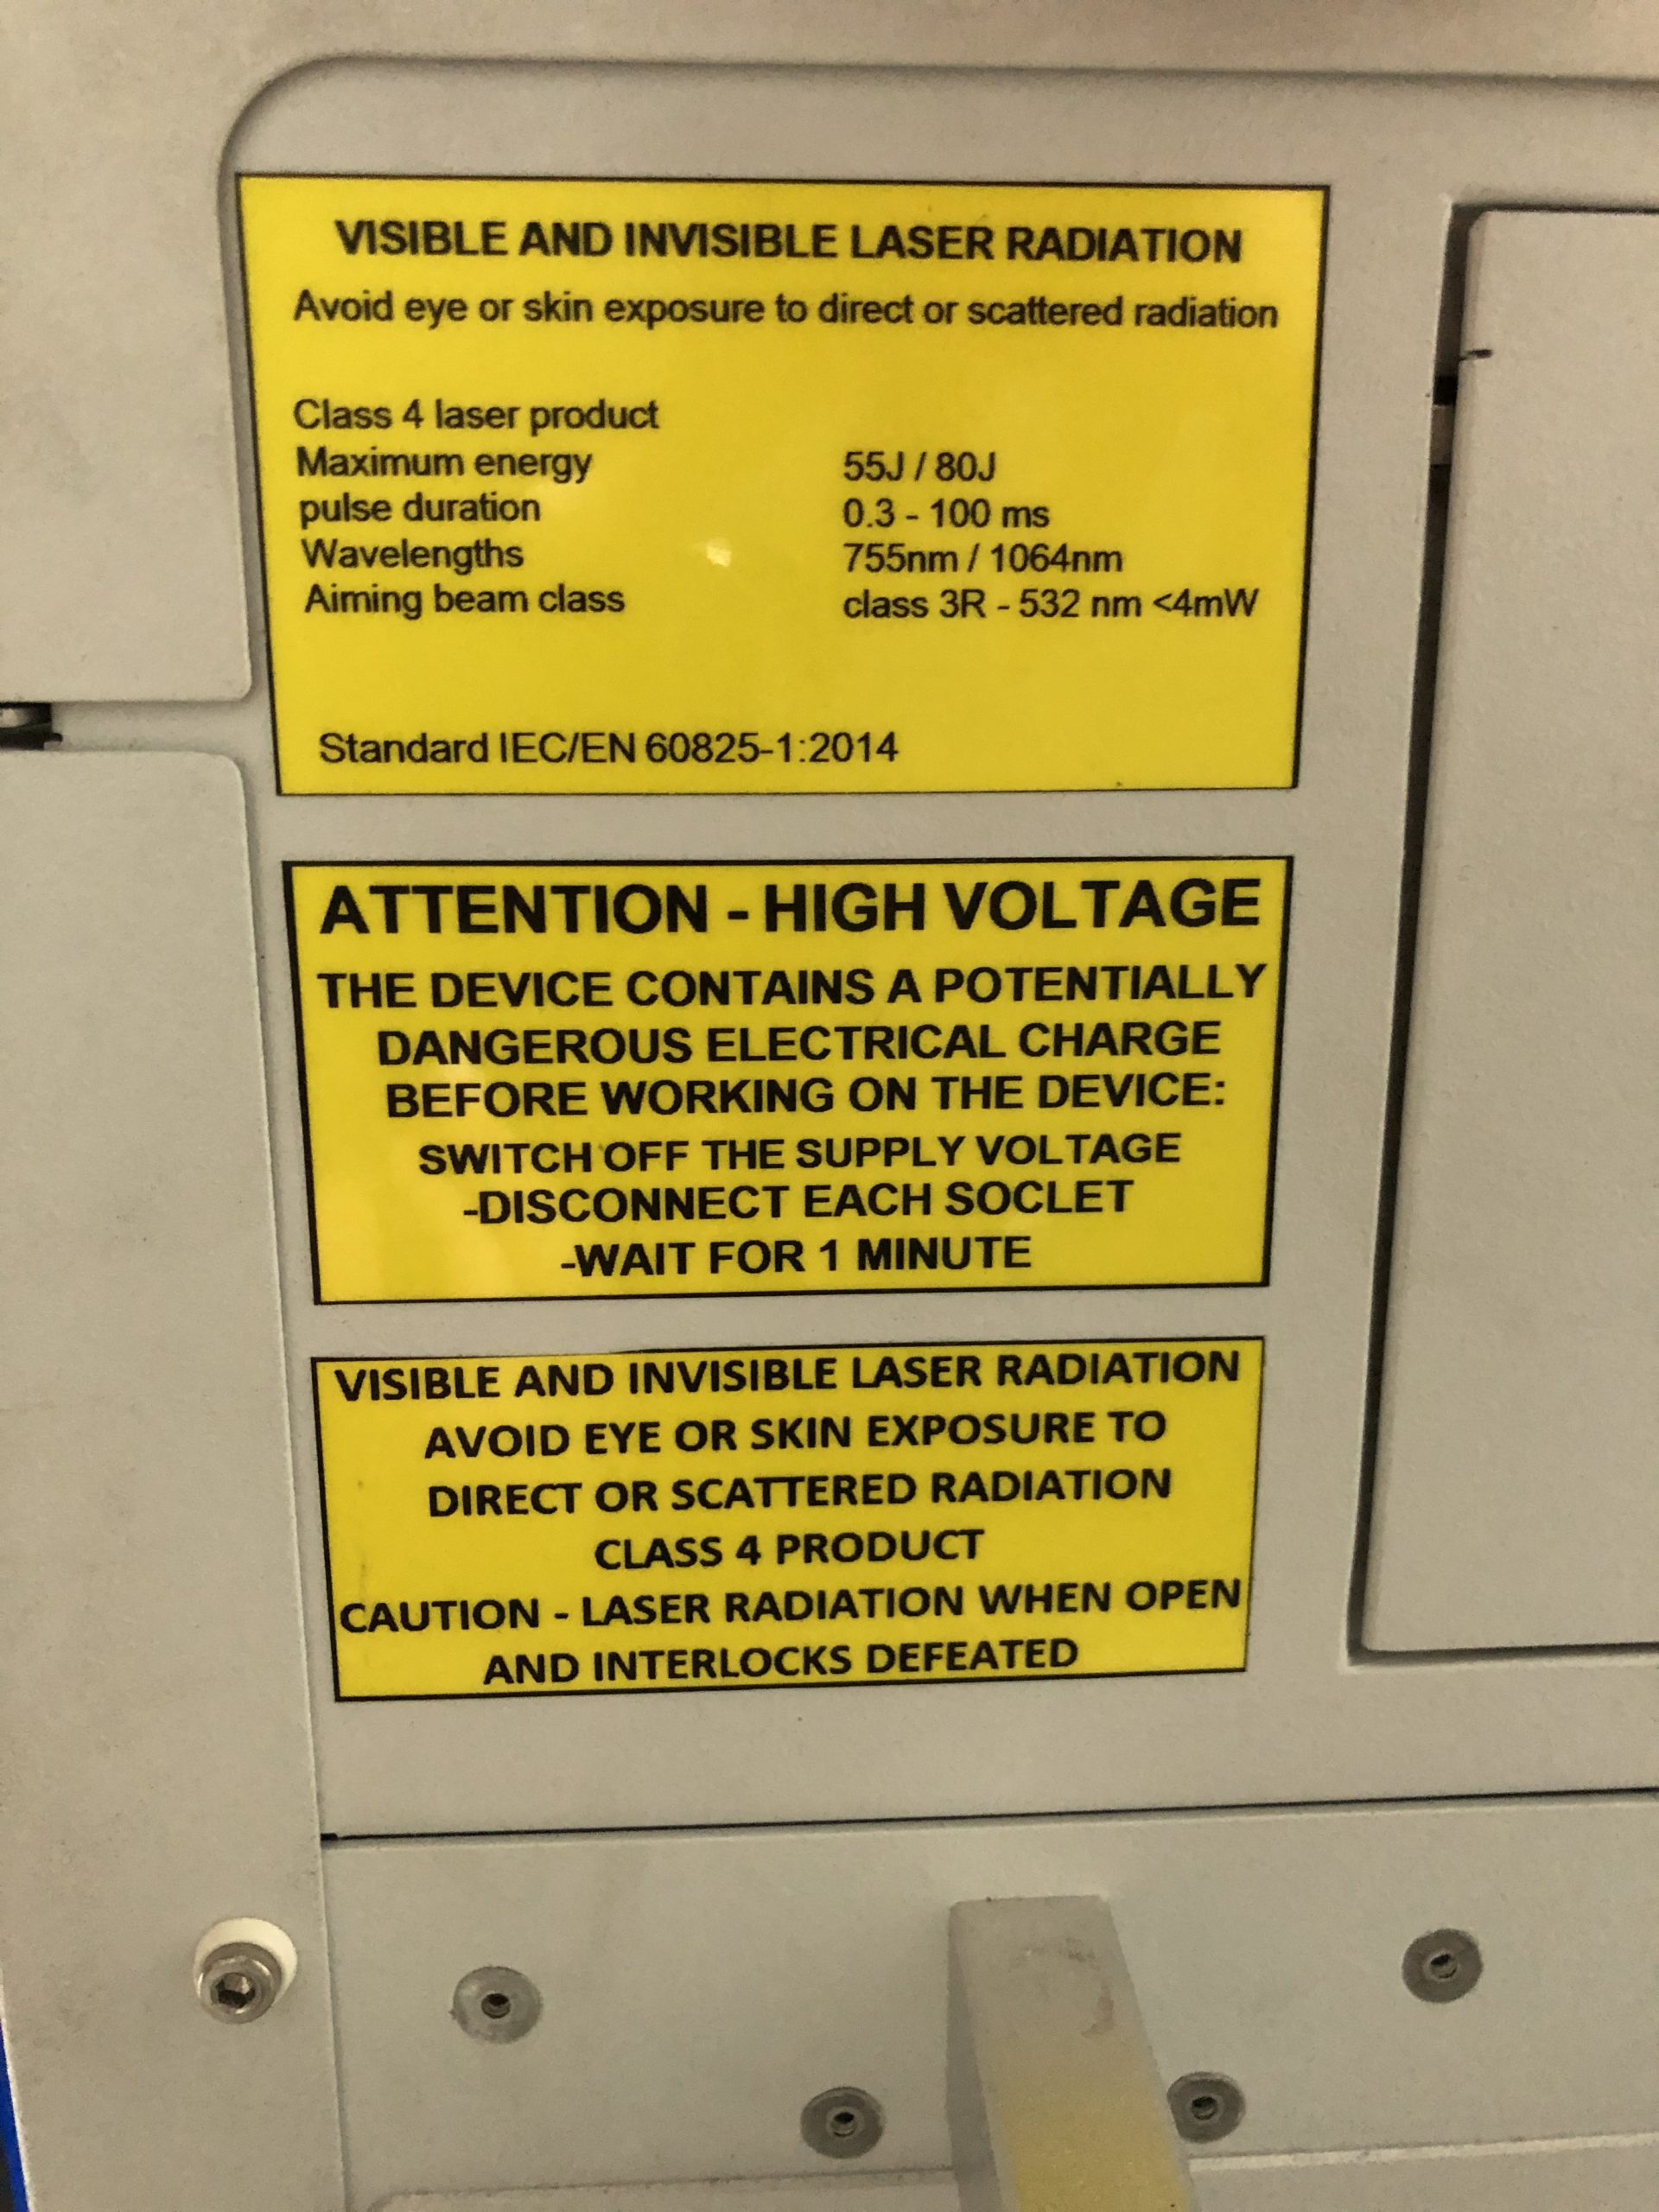 VISIBLE AND INVISIBLE LASER RADIATION
Avoid eye or skin exposure to direct or scattered radiation
Class 4 laser product
Maximum energy 55J / 80J
pulse duration 0.3 - 100 ms
Wavelengths 755nm / 1064nm
Aiming beam class class 3R - 532 nm <4mW
Standard IEC/EN 60825-1:2014
ATTENTION - HIGH VOLTAGE
THE DEVICE CONTAINS A POTENTIALLY
DANGEROUS ELECTRICAL CHARGE
BEFORE WORKING ON THE DEVICE:
SWITCH OFF THE SUPPLY VOLTAGE
-DISCONNECT EACH SOCLET
-WAIT FOR 1 MINUTE
VISIBLE AND INVISIBLE LASER RADIATION
AVOID EYE OR SKIN EXPOSURE TO
DIRECT OR SCATTERED RADIATION
CLASS 4 PRODUCT
CAUTION - LASER RADIATION WHEN OPEN
AND INTERLOCKS DEFEATED